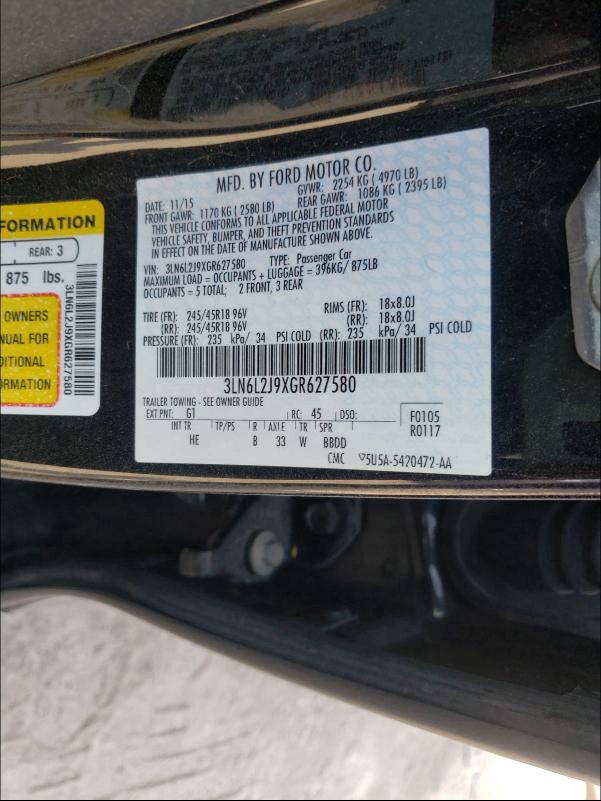 MFD. BY FORD MOTOR CO.
DATE: 11/15 GVWR: 2254 KG ( 4970 LB)
FRONT GAWR: 1170 KG ( 2580 LB) REAR GAWR: 1086 KG ( 2395 LB)
THIS VEHICLE CONFORMS TO ALL APPLICABLE FEDERAL MOTOR
VEHICLE SAFETY, BUMPER, AND THEFT PREVENTION STANDARDS
IN EFFECT ON THE DATE OF MANUFACTURE SHOWN ABOVE.
VIN: 3LN6L2J9XGR627580 TYPE: Passenger Car
MAXIMUM LOAD = OCCUPANTS + LUGGAGE = 396KG/ 875LB
OCCUPANTS = 5 TOTAL; 2 FRONT, 3 REAR
TIRE (FR): 245/45R18 96V RIMS (FR): 18x8.0J
(RR): 245/45R18 96V (RR): 18x8.0J
PRESSURE (FR): 235 kPa/ 34 PSI COLD (RR): 235 kPa/ 34 PSI COLD
3LN6L2J9XGR627580
TRAILER TOWING - SEE OWNER GUIDE
EXT PNT: G1 RC: 45 DSO: F0105
INT TR TP/PS R AXLE TR SPR R0117
HE B 33 W BBDD
CMC 5U5A-5420472-AA
FORMATION
REAR: 3
875 lbs.
OWNERS
NUAL FOR
DITIONAL
ORMATION
3LN6L2J9XGR627580